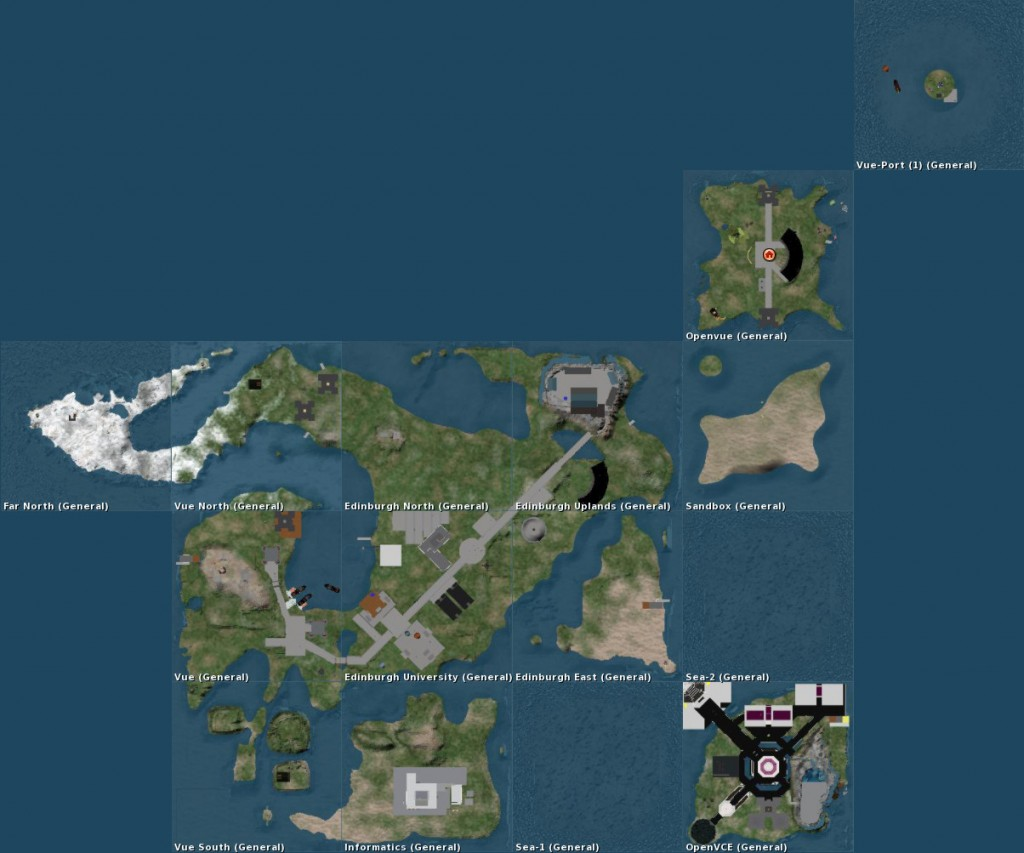 Vue-Port (1) (General)
Openvue (General)
Far North (General)
Vue North (General)
Edinburgh North (General)
Edinburgh Uplands (General)
Sandbox (General)
Vue (General)
Edinburgh University (General)
Edinburgh East (General)
Sea-2 (General)
Vue South (General)
Informatics (General)
Sea-1 (General)
OpenVCE (General)